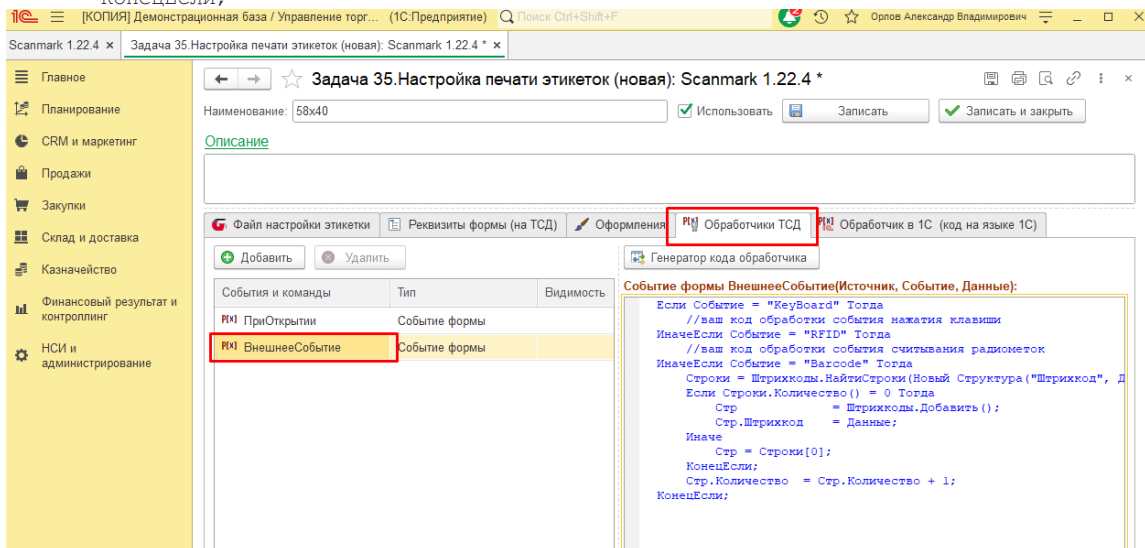 КонецЕсли;
[КОПИЯ] Демонстрационная база / Управление торг... (1С:Предприятие) Поиск Ctrl+Shift+F 2 Орлов Александр Владимирович
Scanmark 1.22.4 × Задача 35.Настройка печати этикеток (новая): Scanmark 1.22.4 * ×
Главное
Планирование
CRM и маркетинг
Продажи
Закупки
Склад и доставка
Казначейство
Финансовый результат и
контроллинг
НСИ и
администрирование
Задача 35.Настройка печати этикеток (новая): Scanmark 1.22.4 *
Наименование: 58x40 Использовать Записать Записать и закрыть
Описание
Файл настройки этикетки Реквизиты формы (на ТСД) Оформления Обработчики ТСД Обработчик в 1С (код на языке 1С)
Добавить Удалить
События и команды Тип Видимость
P[x] ПриОткрытии Событие формы
P[x] ВнешнееСобытие Событие формы
Генератор кода обработчика
Событие формы ВнешнееСобытие(Источник, Событие, Данные):
Если Событие = "KeyBoard" Тогда
//ваш код обработки события нажатия клавиши
ИначеЕсли Событие = "RFID" Тогда
//ваш код обработки события считывания радиометок
ИначеЕсли Событие = "Barcode" Тогда
Строки = Штрихкоды.НайтиСтроки(Новый Структура("Штрихкод", Д
Если Строки.Количество() = 0 Тогда
Стр = Штрихкоды.Добавить();
Стр.Штрихкод = Данные;
Иначе
Стр = Строки[0];
КонецЕсли;
Стр.Количество = Стр.Количество + 1;
КонецЕсли;